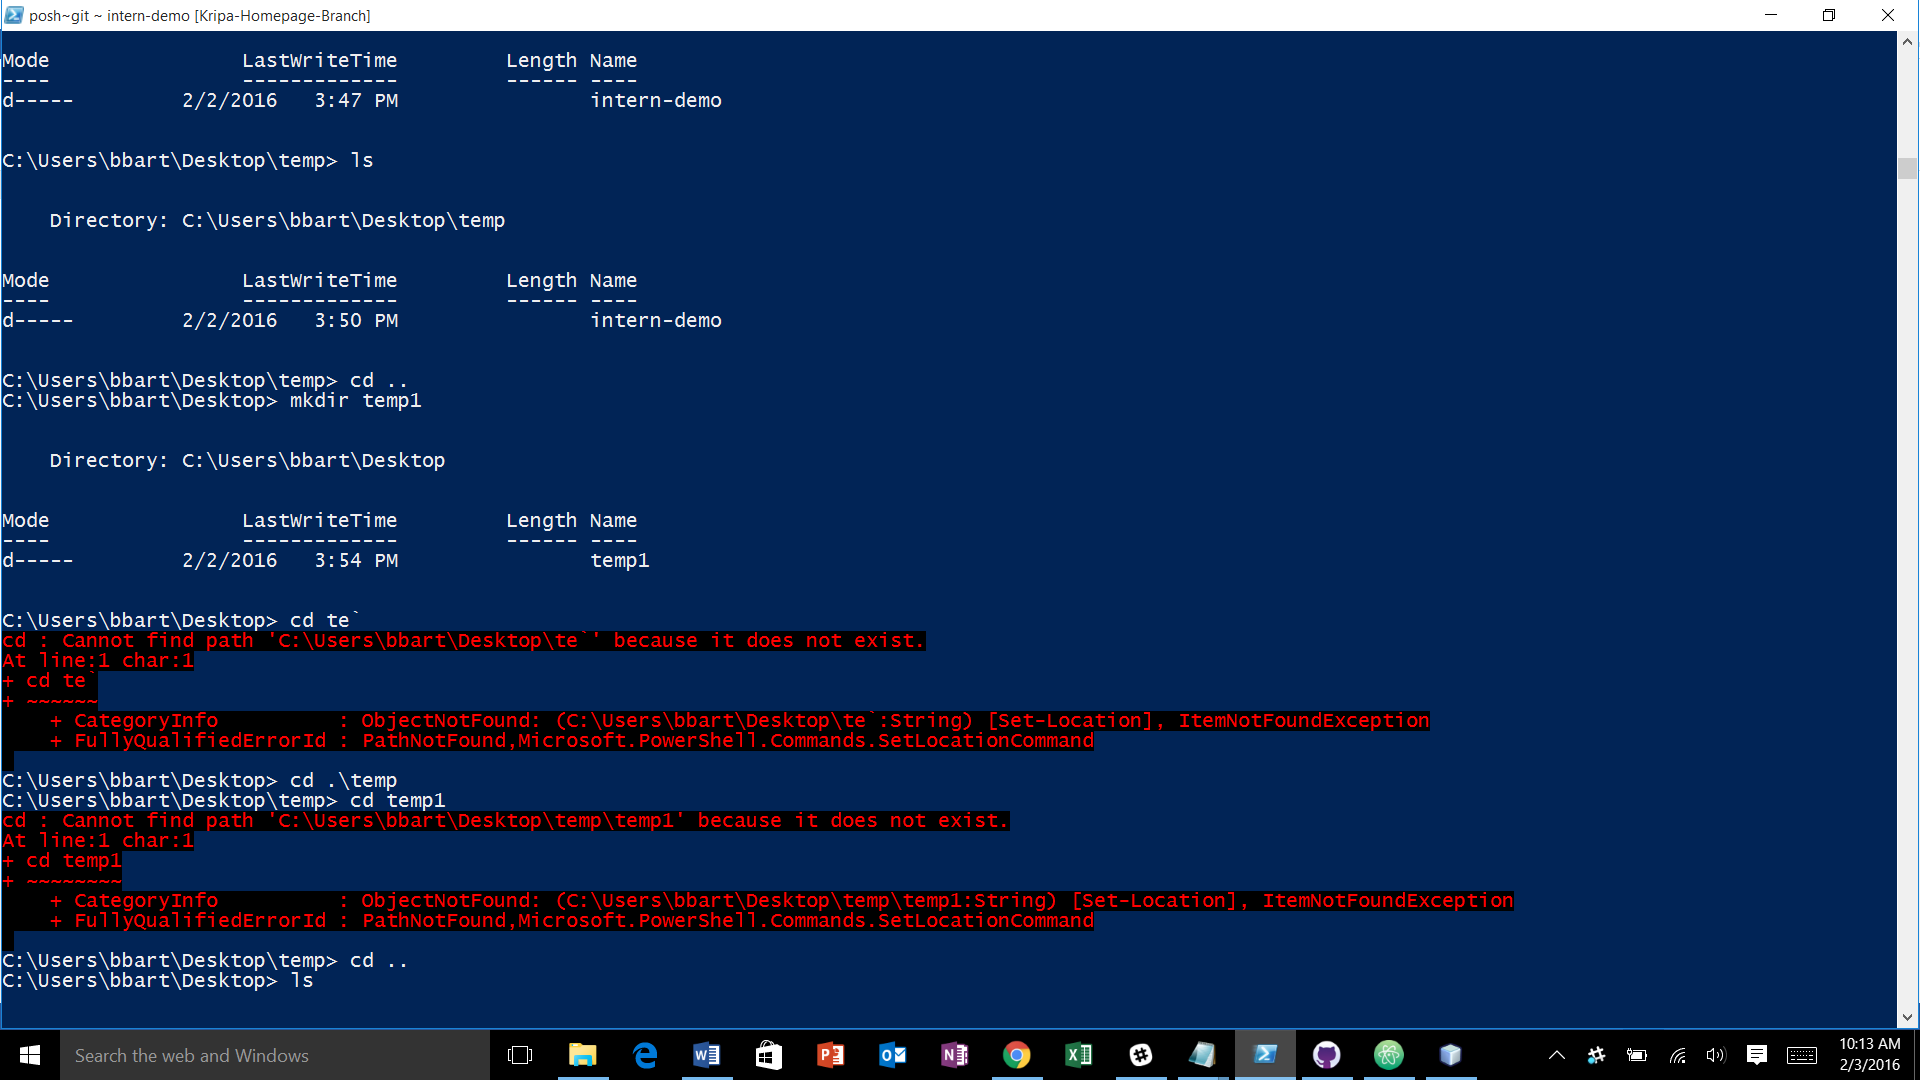 posh~git ~ intern-demo [Kripa-Homepage-Branch]
Mode                LastWriteTime         Length Name
----                -------------         ------ ----
d-----         2/2/2016   3:47 PM                intern-demo
C:\Users\bbart\Desktop\temp> ls
    Directory: C:\Users\bbart\Desktop\temp
Mode                LastWriteTime         Length Name
----                -------------         ------ ----
d-----         2/2/2016   3:50 PM                intern-demo
C:\Users\bbart\Desktop\temp> cd ..
C:\Users\bbart\Desktop> mkdir temp1
    Directory: C:\Users\bbart\Desktop
Mode                LastWriteTime         Length Name
----                -------------         ------ ----
d-----         2/2/2016   3:54 PM                temp1
C:\Users\bbart\Desktop> cd te`
cd : Cannot find path 'C:\Users\bbart\Desktop\te`' because it does not exist.
At line:1 char:1
+ cd te`
+ ~~~~~~
    + CategoryInfo          : ObjectNotFound: (C:\Users\bbart\Desktop\te`:String) [Set-Location], ItemNotFoundException
    + FullyQualifiedErrorId : PathNotFound,Microsoft.PowerShell.Commands.SetLocationCommand
C:\Users\bbart\Desktop> cd .\temp
C:\Users\bbart\Desktop\temp> cd temp1
cd : Cannot find path 'C:\Users\bbart\Desktop\temp\temp1' because it does not exist.
At line:1 char:1
+ cd temp1
+ ~~~~~~~~
    + CategoryInfo          : ObjectNotFound: (C:\Users\bbart\Desktop\temp\temp1:String) [Set-Location], ItemNotFoundException
    + FullyQualifiedErrorId : PathNotFound,Microsoft.PowerShell.Commands.SetLocationCommand
C:\Users\bbart\Desktop\temp> cd ..
C:\Users\bbart\Desktop> ls
Search the web and Windows
10:13 AM
2/3/2016